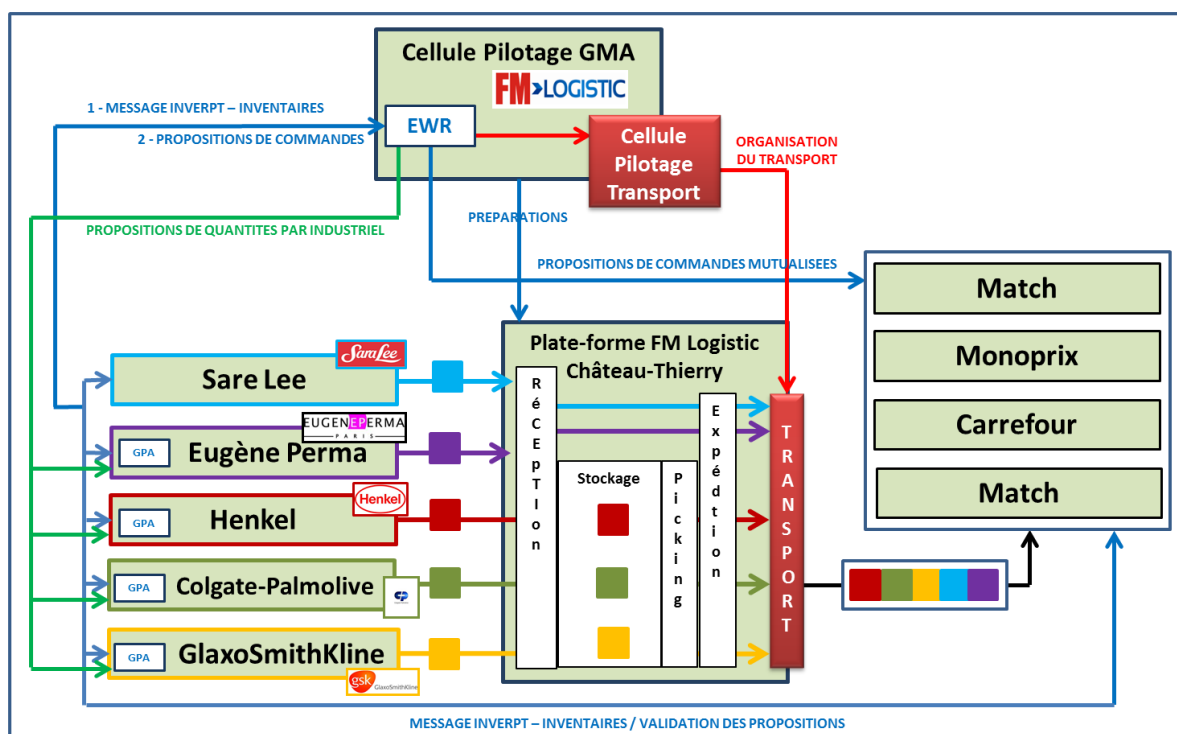 Cellule Pilotage GMA
FM>LOGISTIC
1 - MESSAGE INVERPT – INVENTAIRES
2 - PROPOSITIONS DE COMMANDES
EWR
Cellule
Pilotage
Transport
ORGANISATION
DU TRANSPORT
PREPARATIONS
PROPOSITIONS DE QUANTITES PAR INDUSTRIEL
PROPOSITIONS DE COMMANDES MUTUALISEES
Match
Monoprix
Carrefour
Match
Plate-forme FM Logistic
Château-Thierry
Sara Lee
Sare Lee
EUGENEPERMA
PARIS
GPA
Eugène Perma
Henkel
GPA
Henkel
GPA
Colgate-Palmolive
CP
GPA
GlaxoSmithKline
gsk GlaxoSmithKline
RéCEpTIon
Stockage
Picking
Expédtion
TRANSPORT
MESSAGE INVERPT – INVENTAIRES / VALIDATION DES PROPOSITIONS